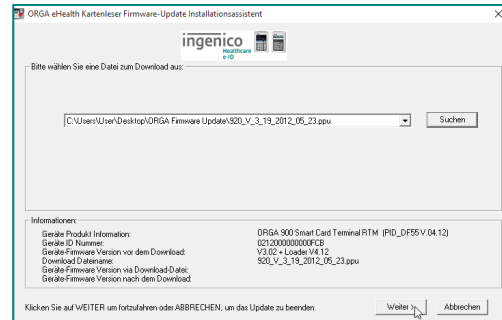 ORGA eHealth Kartenleser Firmware-Update Installationsassistent
ingenico
Healthcare
e-ID
Bitte wählen Sie eine Datei zum Download aus:
C:\Users\User\Desktop\ORGA Firmware Update\920_V_3_19_2012_05_23.ppu
Suchen
Informationen:
Geräte Produkt Information: ORGA 900 Smart Card Terminal RTM (PID_DF55 V.04.12)
Geräte ID Nummer: 0212000000000FCB
Geräte-Firmware Version vor dem Download: V3.02 + Loader V4.12
Download Dateiname: 920_V_3_19_2012_05_23.ppu
Geräte-Firmware Version via Download-Datei:
Geräte-Firmware Version nach dem Download:
Klicken Sie auf WEITER um fortzufahren oder ABBRECHEN, um das Update zu beenden.
Weiter >
Abbrechen